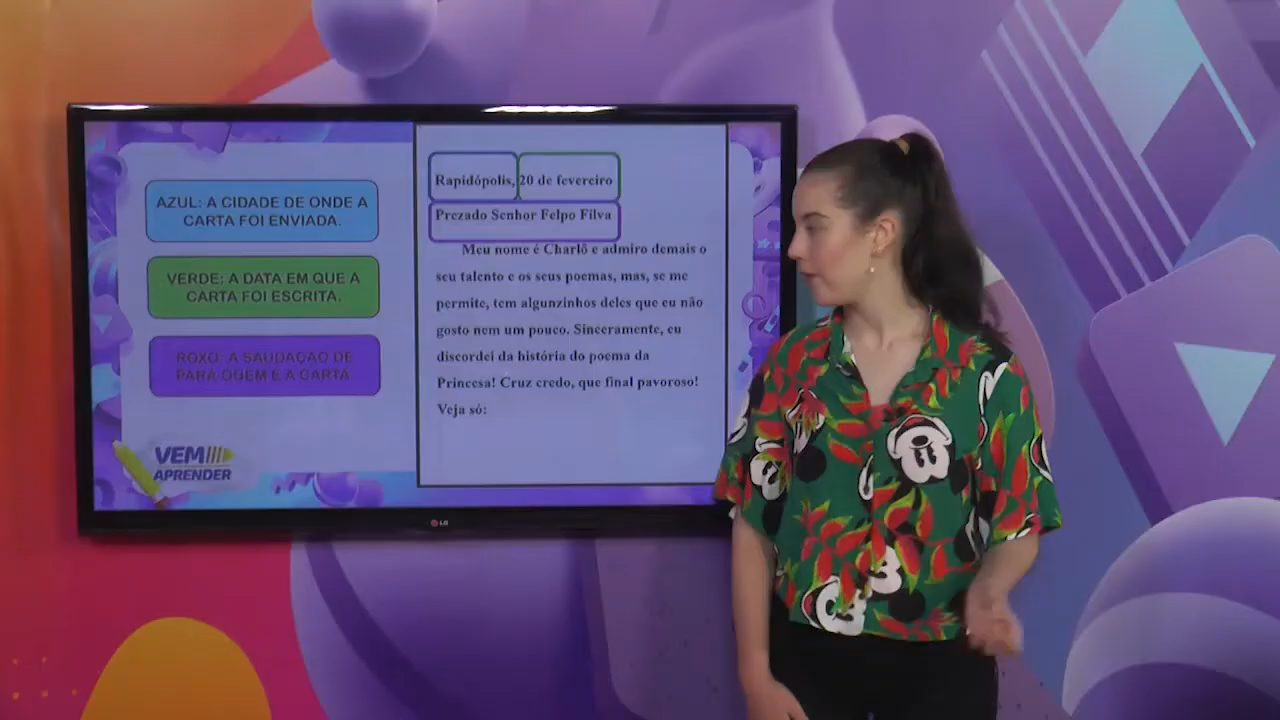 AZUL: A CIDADE DE ONDE A
CARTA FOI ENVIADA.
VERDE: A DATA EM QUE A
CARTA FOI ESCRITA.
ROXO: A SAUDAÇÃO DE
PARA QUEM É A CARTA
VEM
APRENDER
Rapidópolis, 20 de fevereiro
Prezado Senhor Felpo Filva
Meu nome é Charlô e admiro demais o
seu talento e os seus poemas, mas, se me
permite, tem algunzinhos deles que eu não
gosto nem um pouco. Sinceramente, eu
discordei da história do poema da
Princesa! Cruz credo, que final pavoroso!
Veja só:
LG